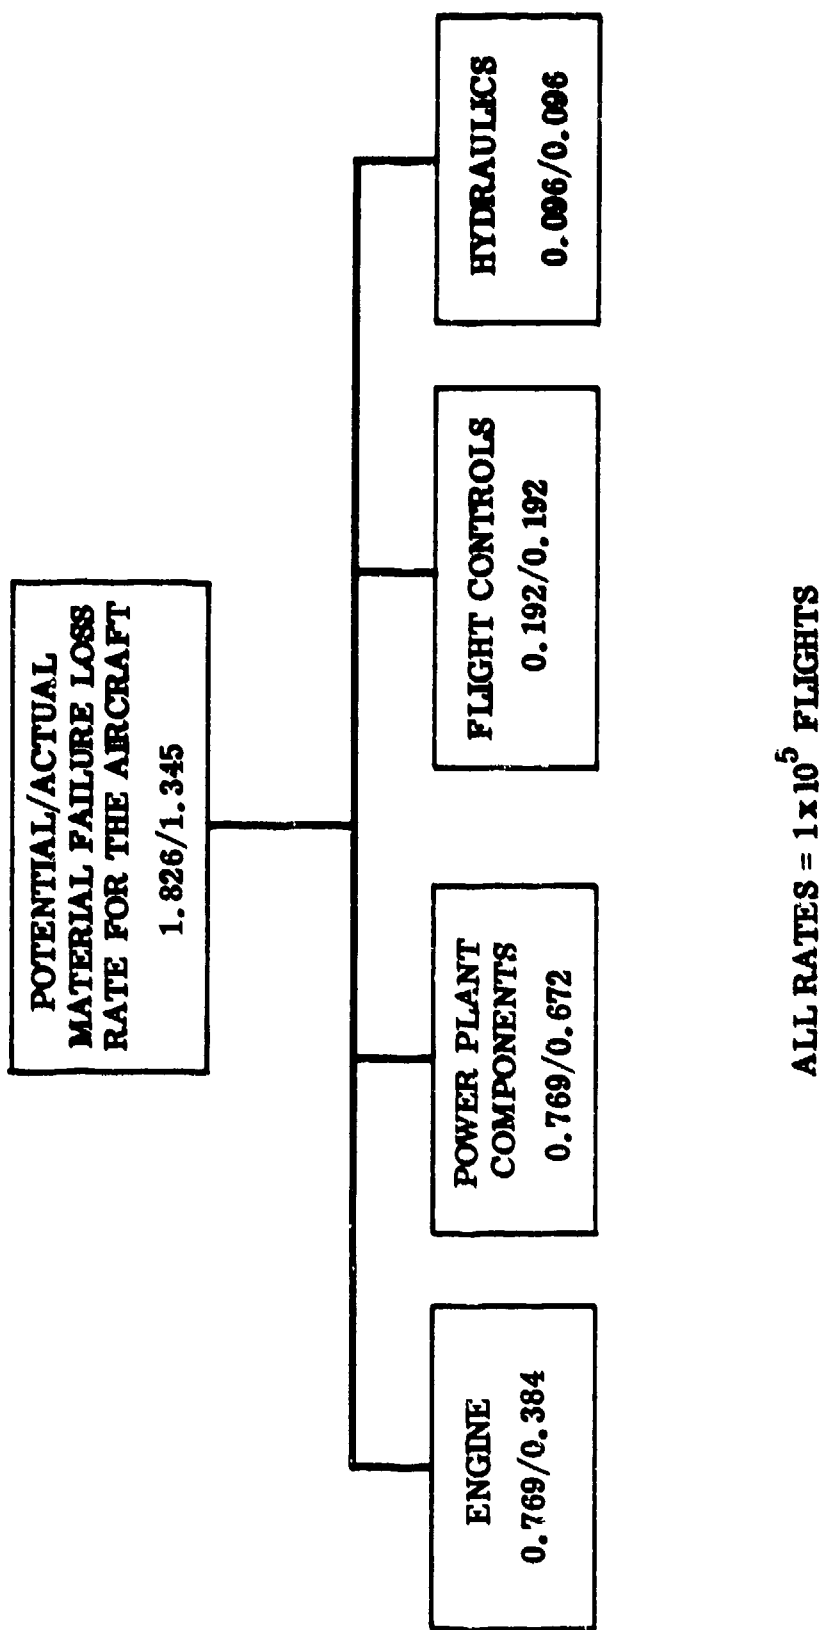 POTENTIAL/ACTUAL
MATERIAL FAILURE LOSS
RATE FOR THE AIRCRAFT
1.826/1.345
ENGINE
0.769/0.384
POWER PLANT
COMPONENTS
0.769/0.672
FLIGHT CONTROLS
0.192/0.192
HYDRAULICS
0.096/0.096
ALL RATES = 1 x 10⁵ FLIGHTS